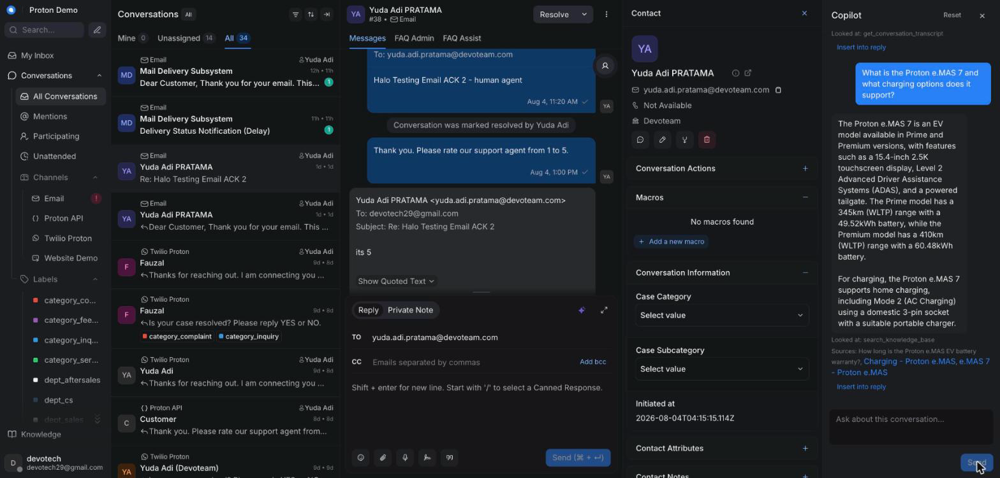 Proton Demo
Search...
My Inbox
Conversations
All Conversations
Mentions
Participating
Unattended
Channels
Email
!
Proton API
Twilio Proton
Website Demo
Labels
category_co...
category_fee...
category_inq...
category_ser...
dept_aftersales
dept_cs
dept_sales
Knowledge
D
devotech
devotech29@gmail.com
Conversations
All
Mine 0
Unassigned 14
All 34
Email
Yuda Adi
MD
Mail Delivery Subsystem
12h • 11h
Dear Customer, Thank you for your email. This...
1
Email
Yuda Adi
MD
Mail Delivery Subsystem
11h • 11h
Delivery Status Notification (Delay)
1
Email
Yuda Adi
YA
Yuda Adi PRATAMA
1d • 1d
Re: Halo Testing Email ACK 2
Email
Yuda Adi
YA
Yuda Adi PRATAMA
1d • 1d
Dear Customer, Thank you for your email. This ...
Twilio Proton
Yuda Adi
F
Fauzal
9d • 8d
Thanks for reaching out. I am connecting you ...
Twilio Proton
F
Fauzal
9d • 8d
Is your case resolved? Please reply YES or NO.
category_complaint
category_inquiry
Twilio Proton
Yuda Adi
YA
Yuda Adi
9d • 8d
Thanks for reaching out. I am connecting you ...
Proton API
Yuda Adi
C
Customer
8d • 8d
Thank you. Please rate our support agent from...
Twilio Proton
YA
Yuda Adi (Devoteam)
9d • 9d
YA
Yuda Adi PRATAMA
#38 • Email
Resolve
Messages
FAQ Admin
FAQ Assist
To: yuda.adi.pratama@devoteam.com
Halo Testing Email ACK 2 - human agent
Aug 4, 11:20 AM
YA
Conversation was marked resolved by Yuda Adi
Thank you. Please rate our support agent from 1 to 5.
Aug 4, 1:00 PM
YA
Yuda Adi PRATAMA <yuda.adi.pratama@devoteam.com>
To: devotech29@gmail.com
Subject: Re: Halo Testing Email ACK 2
its 5
Show Quoted Text
Reply
Private Note
TO yuda.adi.pratama@devoteam.com
CC Emails separated by commas
Add bcc
Shift + enter for new line. Start with '/' to select a Canned Response.
Send (⌘ + ↵)
Contact
YA
Yuda Adi PRATAMA
yuda.adi.pratama@devoteam.com
Not Available
Devoteam
Conversation Actions
Macros
No macros found
+ Add a new macro
Conversation Information
Case Category
Select value
Case Subcategory
Select value
Initiated at
2026-08-04T04:15:15.114Z
Contact Attributes
Contact Notes
Copilot
Reset
Looked at: get_conversation_transcript
Insert into reply
What is the Proton e.MAS 7 and
what charging options does it
support?
The Proton e.MAS 7 is an EV
model available in Prime and
Premium versions, with features
such as a 15.4-inch 2.5K
touchscreen display, Level 2
Advanced Driver Assistance
Systems (ADAS), and a powered
tailgate. The Prime model has a
345km (WLTP) range with a
49.52kWh battery, while the
Premium model has a 410km
(WLTP) range with a 60.48kWh
battery.
For charging, the Proton e.MAS 7
supports home charging,
including Mode 2 (AC Charging)
using a domestic 3-pin socket
with a suitable portable charger.
Looked at: search_knowledge_base
Sources: How long is the Proton e.MAS EV battery
warranty?, Charging - Proton e.MAS, e.MAS 7
- Proton e.MAS
Insert into reply
Ask about this conversation...
Send